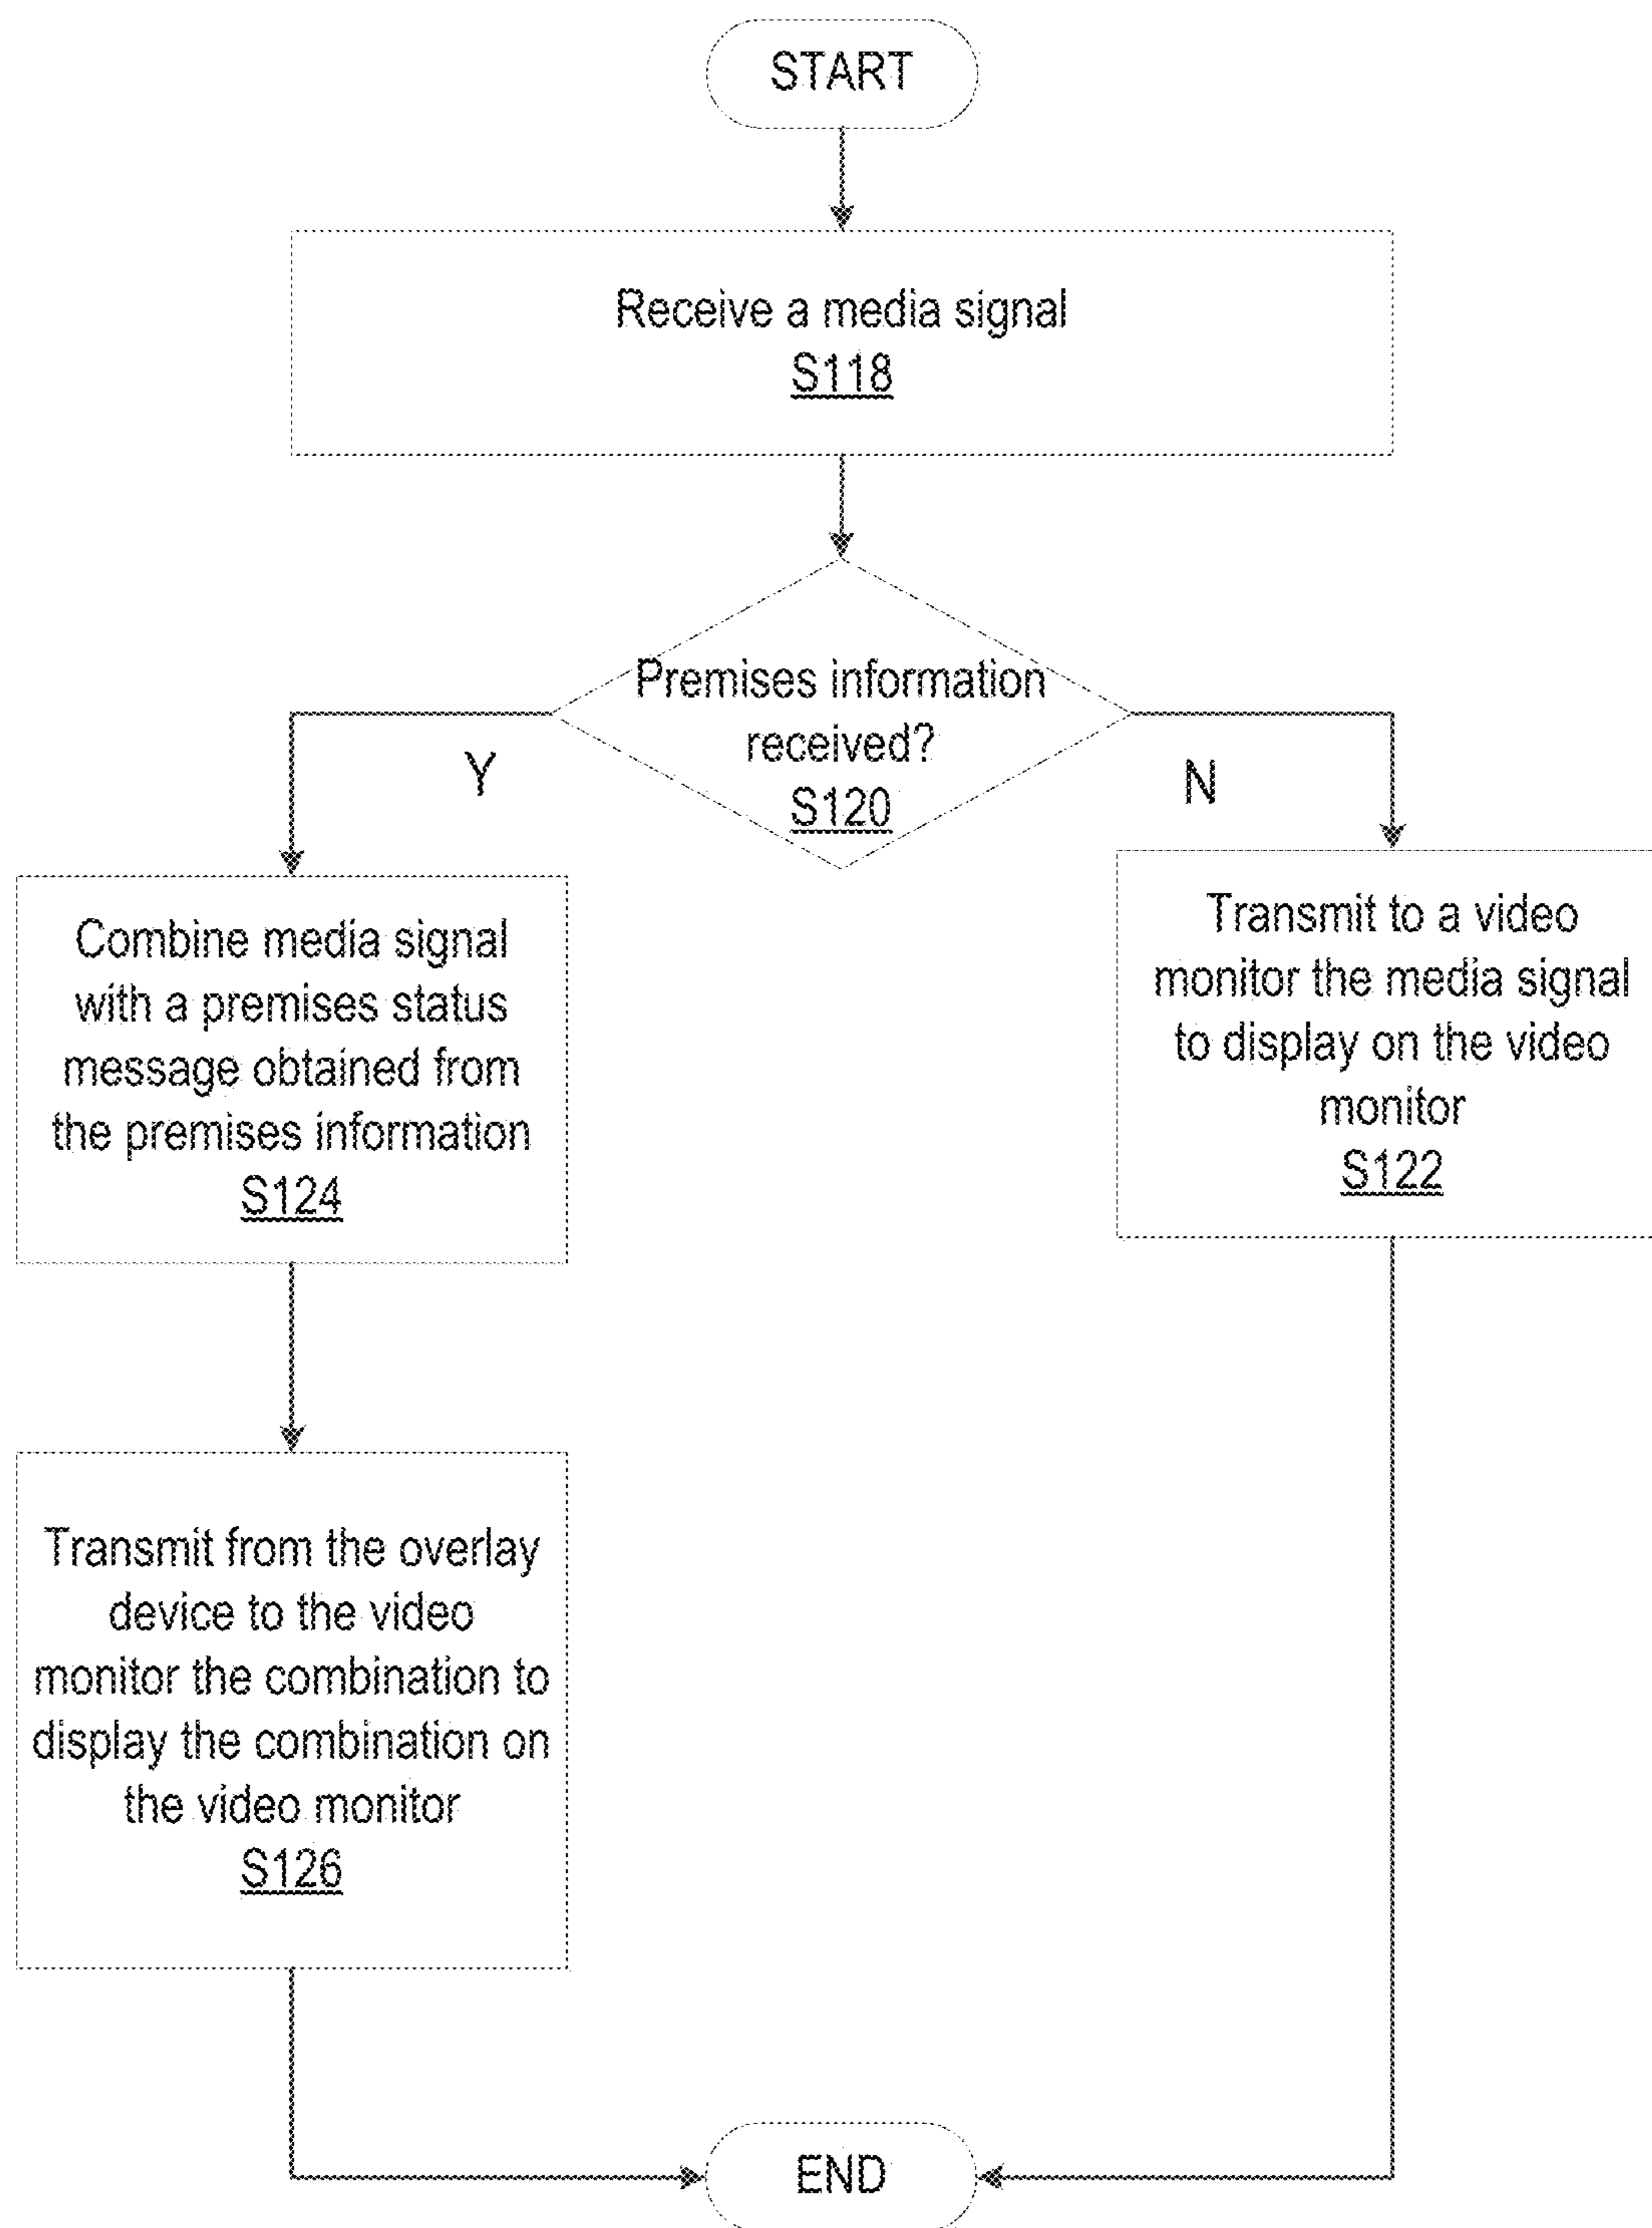 START
Receive a media signal
S118
Premises information
received?
S120
Y
N
Combine media signal
with a premises status
message obtained from
the premises information
S124
Transmit to a video
monitor the media signal
to display on the video
monitor
S122
Transmit from the overlay
device to the video
monitor the combination to
display the combination on
the video monitor
S126
END